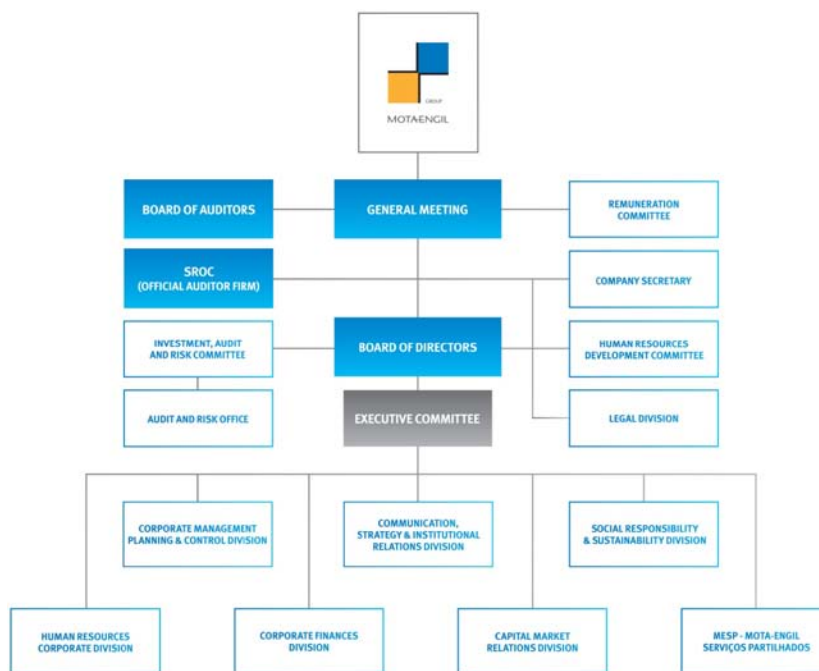 GROUP
MOTA-ENGIL
BOARD OF AUDITORS
GENERAL MEETING
REMUNERATION
COMMITTEE
SROC
(OFFICIAL AUDITOR FIRM)
COMPANY SECRETARY
INVESTMENT, AUDIT
AND RISK COMMITTEE
BOARD OF DIRECTORS
HUMAN RESOURCES
DEVELOPMENT COMMITTEE
AUDIT AND RISK OFFICE
EXECUTIVE COMMITTEE
LEGAL DIVISION
CORPORATE MANAGEMENT
PLANNING & CONTROL DIVISION
COMMUNICATION,
STRATEGY & INSTITUTIONAL
RELATIONS DIVISION
SOCIAL RESPONSIBILITY
& SUSTAINABILITY DIVISION
HUMAN RESOURCES
CORPORATE DIVISION
CORPORATE FINANCES
DIVISION
CAPITAL MARKET
RELATIONS DIVISION
MESP - MOTA-ENGIL
SERVIÇOS PARTILHADOS